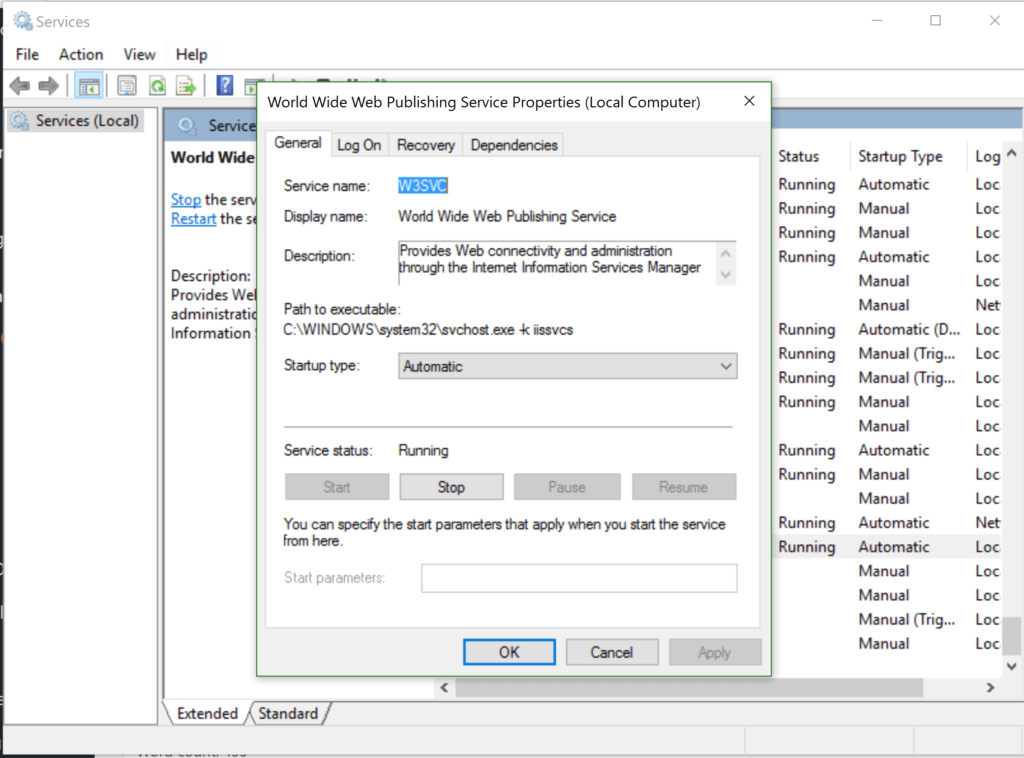 Services
File Action View Help
Services (Local)
Service
World Wide
Stop the serv
Restart the se
Description:
Provides Wel
administratio
Information
World Wide Web Publishing Service Properties (Local Computer)
General Log On Recovery Dependencies
Service name: W3SVC
Display name: World Wide Web Publishing Service
Description: Provides Web connectivity and administration
through the Internet Information Services Manager
Path to executable:
C:\WINDOWS\system32\svchost.exe -k iissvcs
Startup type: Automatic
Service status: Running
Start Stop Pause Resume
You can specify the start parameters that apply when you start the service
from here.
Start parameters:
OK Cancel Apply
Status Startup Type Log
Running Automatic Loc
Running Manual Loc
Running Manual Loc
Running Automatic Loc
Manual Loc
Manual Net
Running Automatic (D... Loc
Running Manual (Trig... Loc
Running Manual (Trig... Loc
Running Manual Loc
Manual Loc
Running Automatic Loc
Running Manual Loc
Manual Loc
Running Automatic Net
Running Automatic Loc
Manual Loc
Manual Loc
Manual (Trig... Loc
Manual Loc
Extended Standard